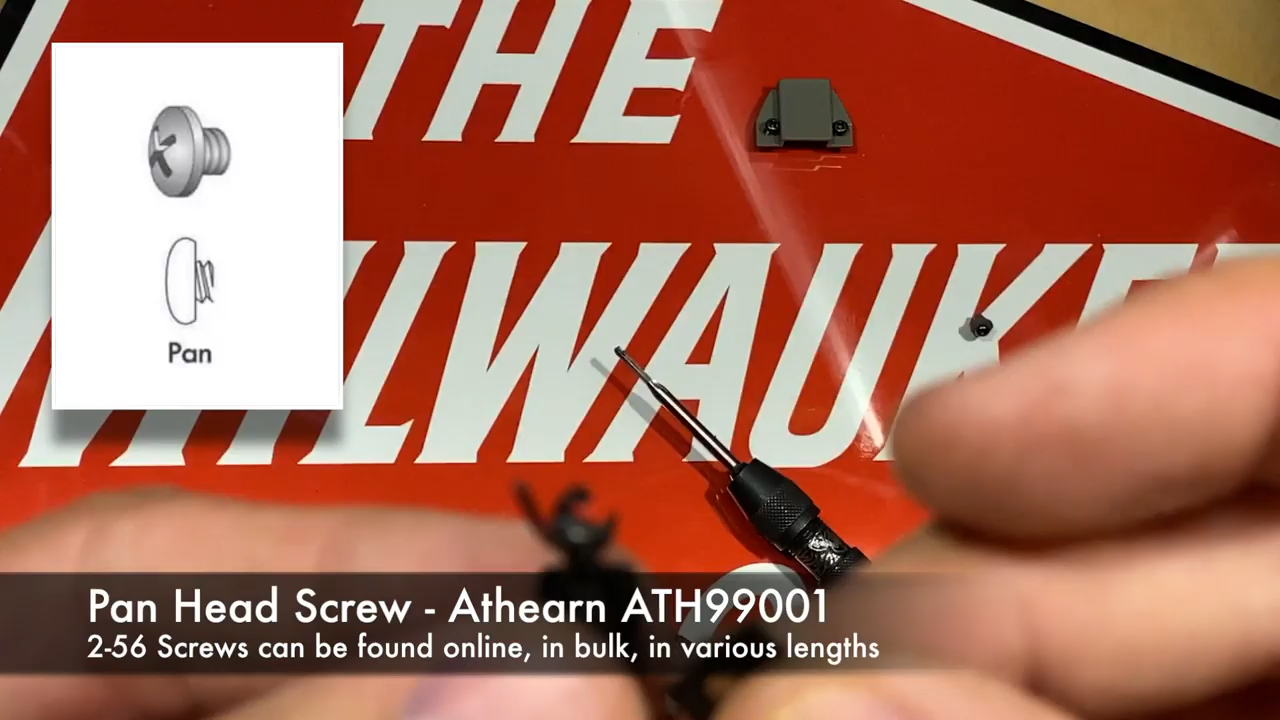 THE
MILWAUKE
Pan
Pan Head Screw - Athearn ATH99001
2-56 Screws can be found online, in bulk, in various lengths